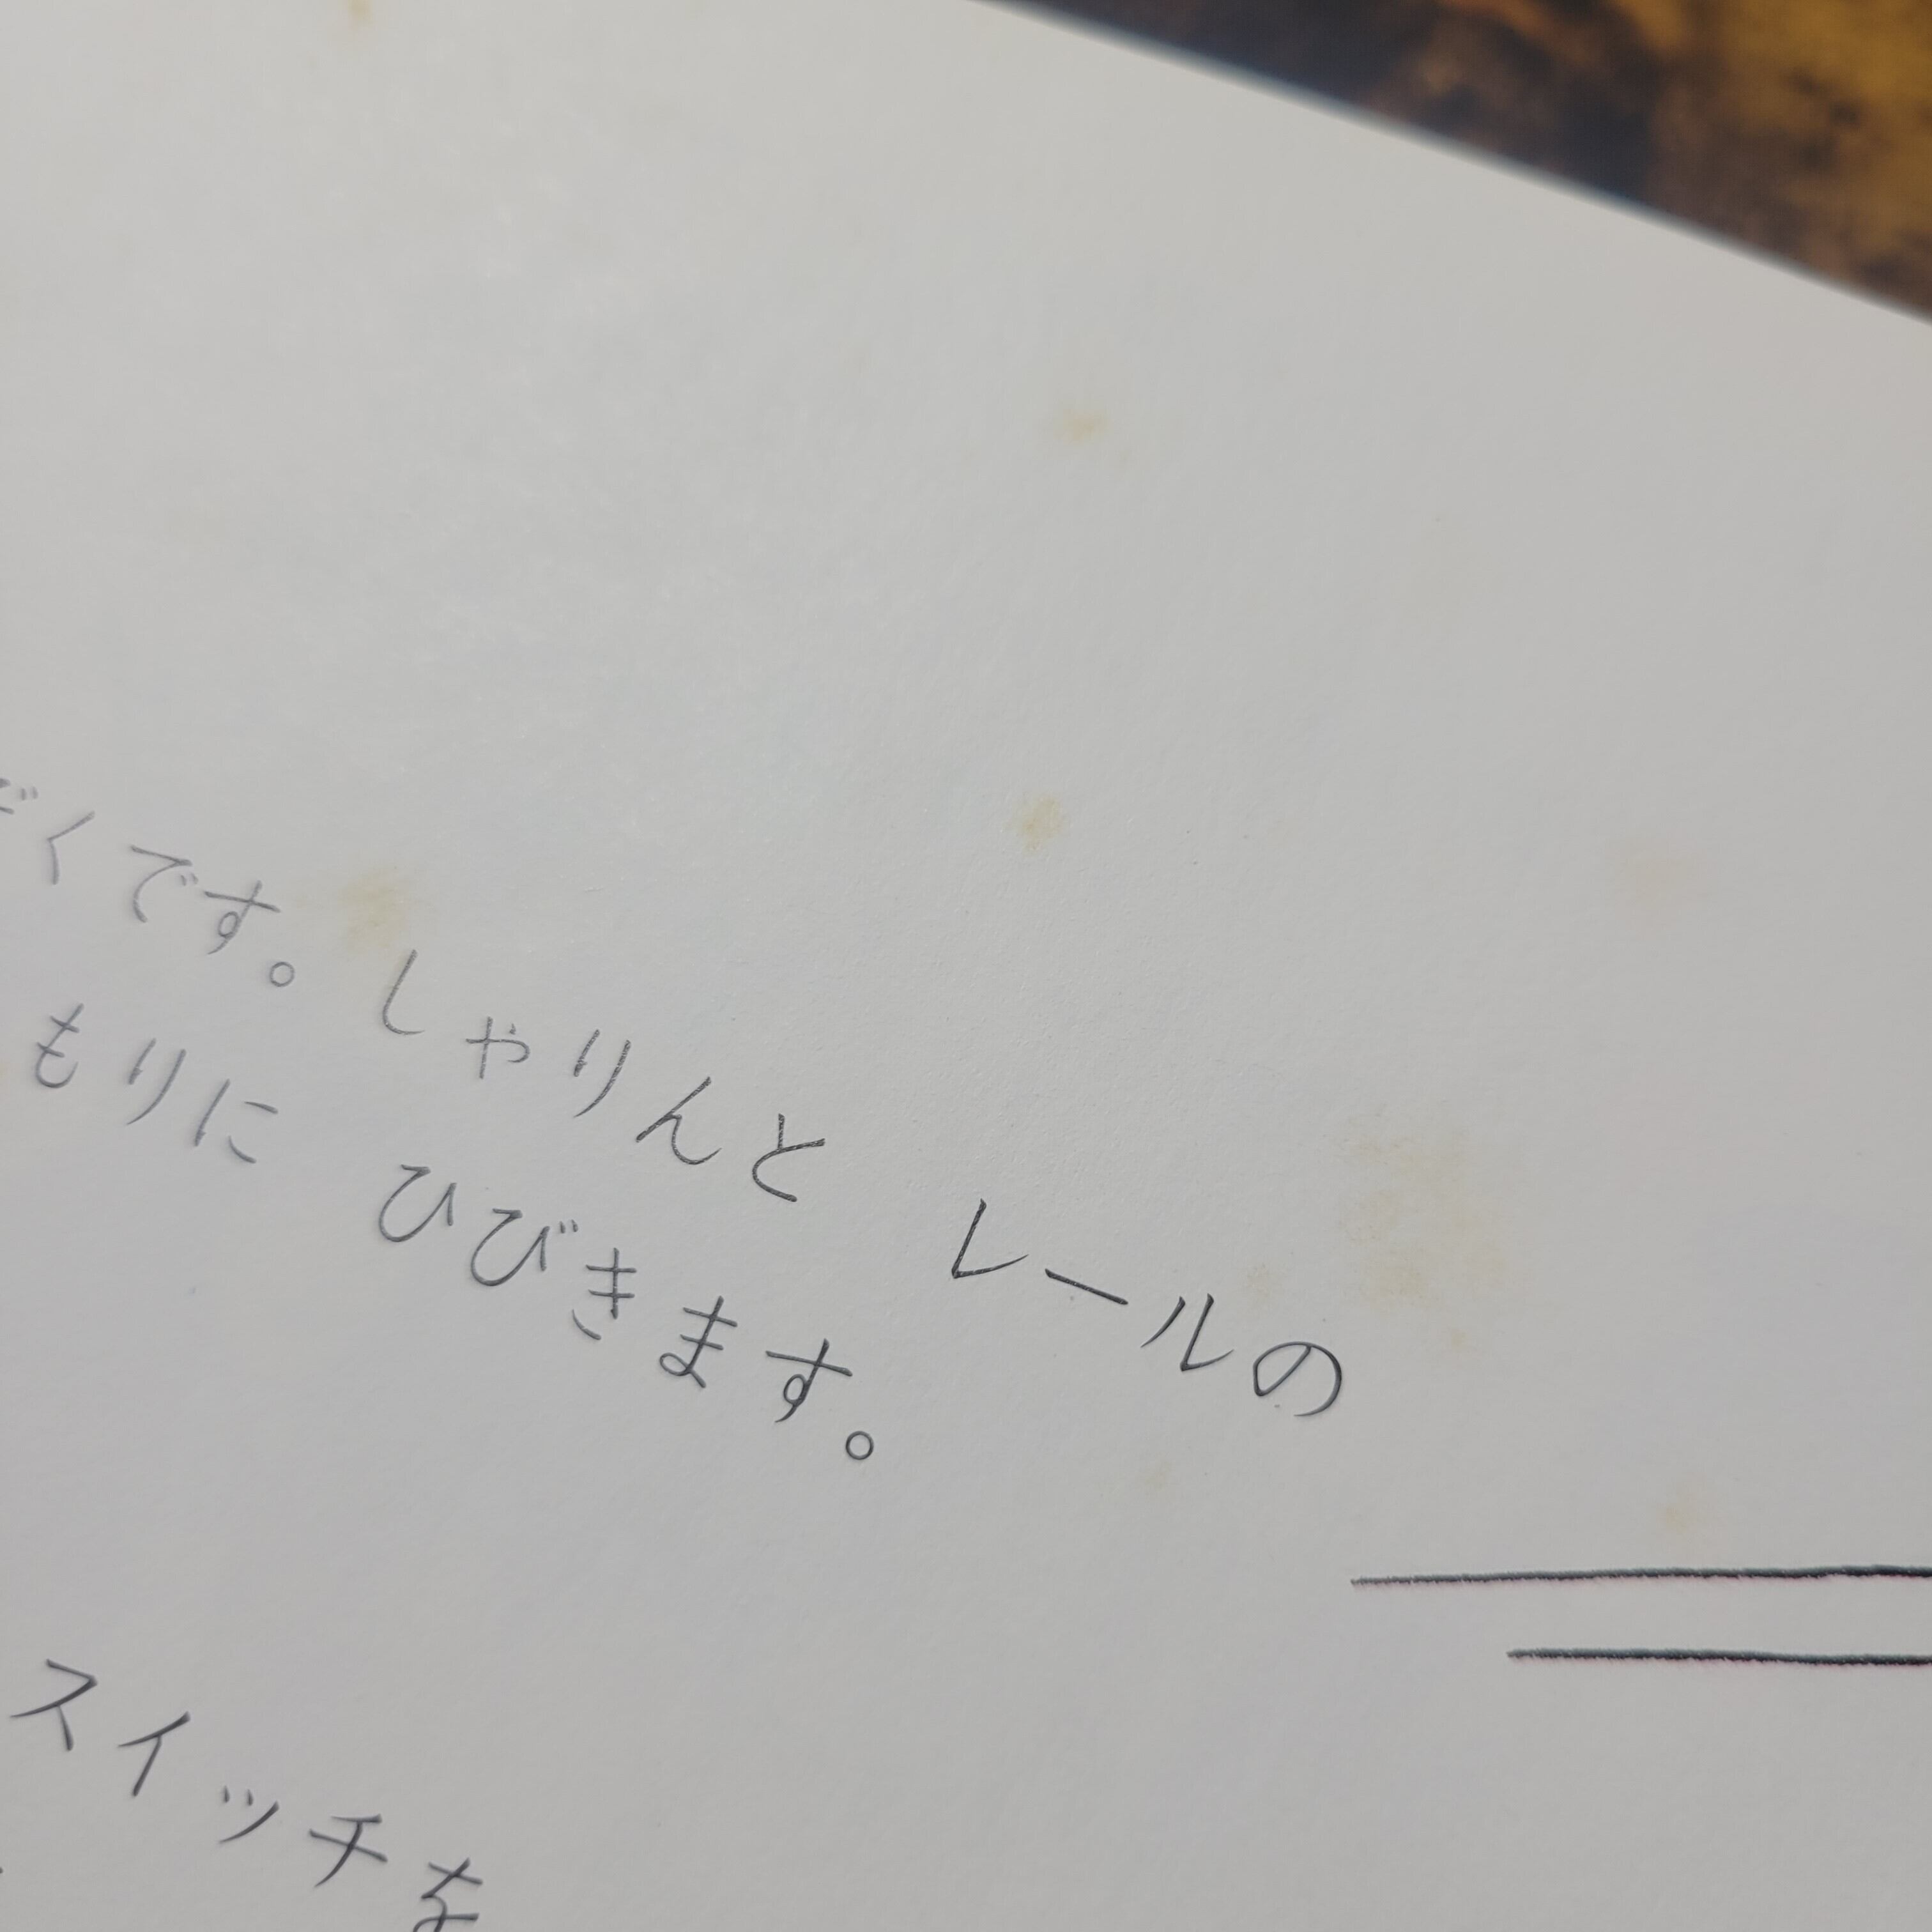 くです。しゃりんと レールの
もりに ひびきます。
スイッチを